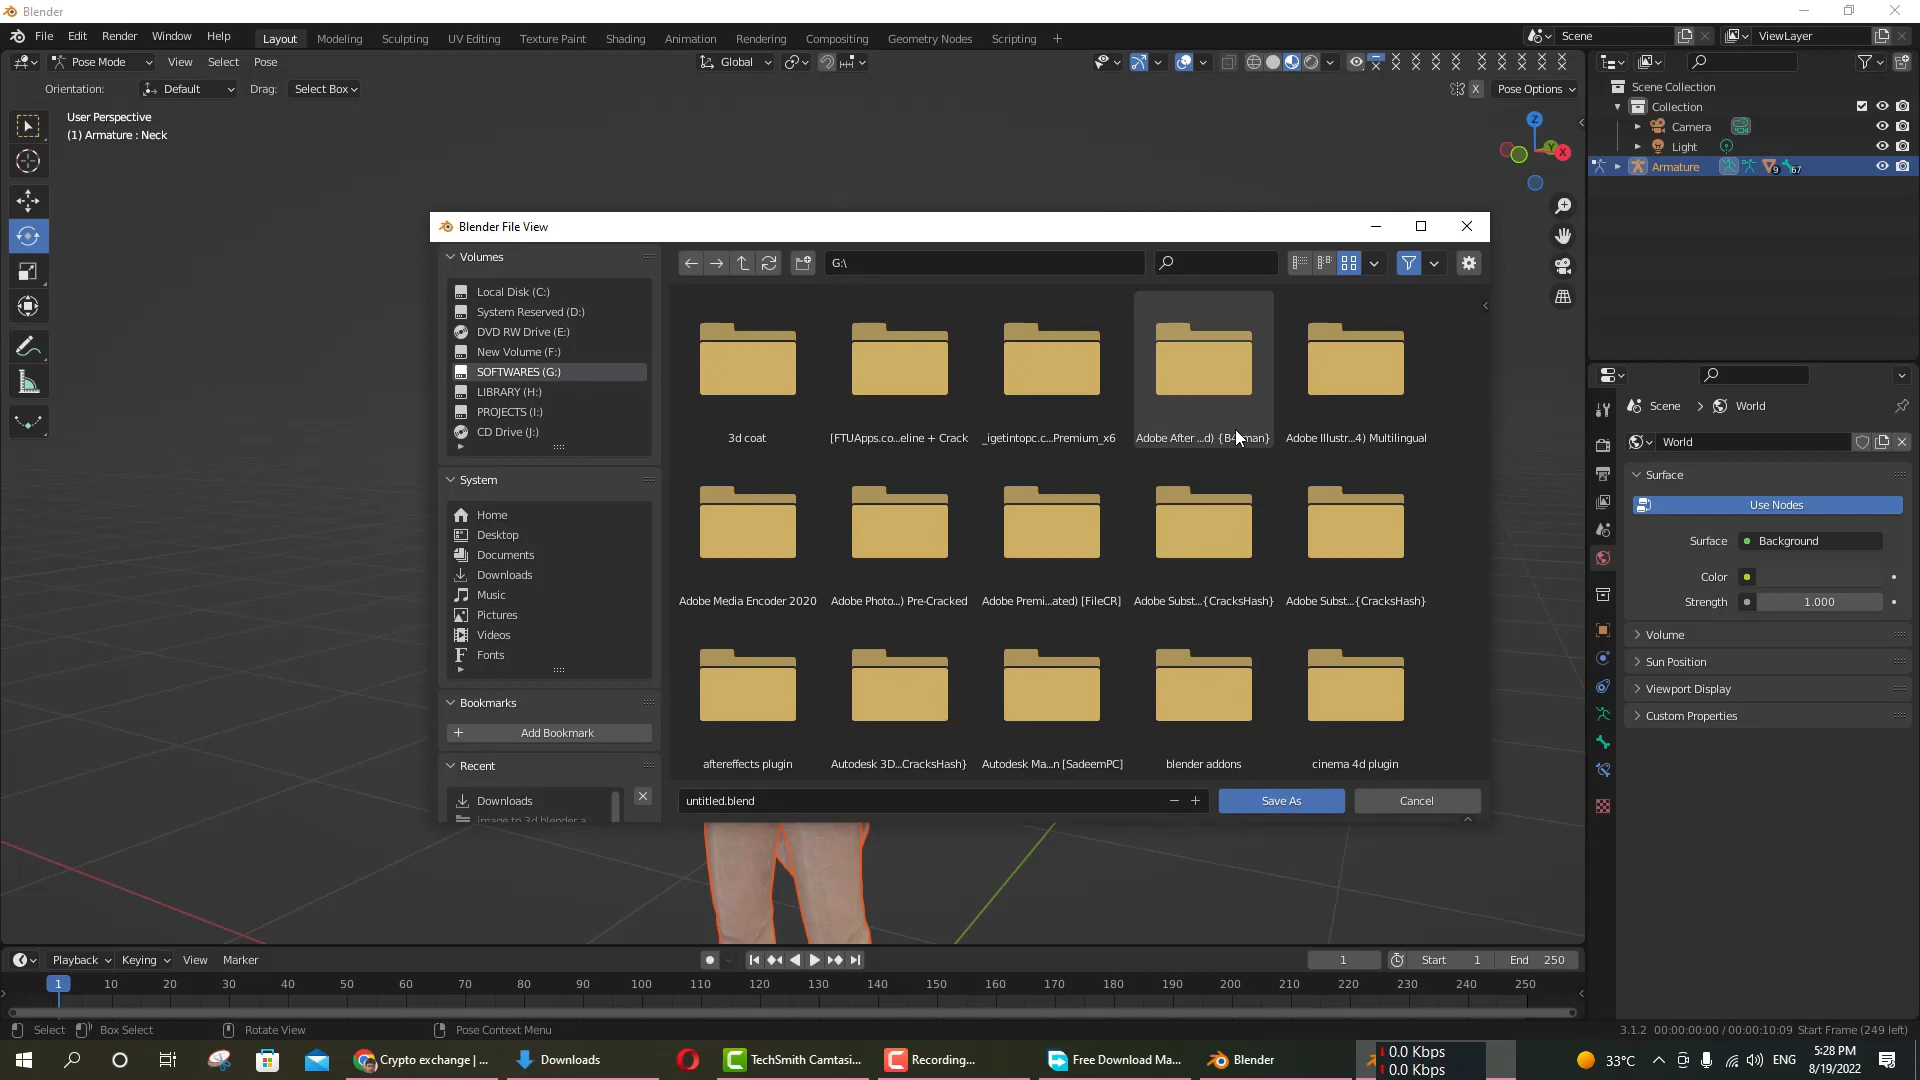 Blender
File Edit Render Window Help Layout Modeling Sculpting UV Editing Texture Paint Shading Animation Rendering Compositing Geometry Nodes Scripting + Scene ViewLayer
Pose Mode View Select Pose Global
Orientation: Default Drag: Select Box X Pose Options
User Perspective
(1) Armature : Neck
Z
Y
X
Scene Collection
Collection
Camera
Light
Armature 9 67
Blender File View
Volumes
Local Disk (C:)
System Reserved (D:)
DVD RW Drive (E:)
New Volume (F:)
SOFTWARES (G:)
LIBRARY (H:)
PROJECTS (I:)
CD Drive (J:)
System
Home
Desktop
Documents
Downloads
Music
Pictures
Videos
Fonts
Bookmarks
Add Bookmark
Recent
Downloads
image to 3d blender a
G:\
3d coat
[FTUApps.co...eline + Crack
_igetintopc.c...Premium_x6
Adobe After ...d) {B4
man}
Adobe Illustr...4) Multilingual
Adobe Media Encoder 2020
Adobe Photo...) Pre-Cracked
Adobe Premi...ated) [FileCR]
Adobe Subst...{CracksHash}
Adobe Subst...{CracksHash}
aftereffects plugin
Autodesk 3D...CracksHash}
Autodesk Ma...n [SadeemPC]
blender addons
cinema 4d plugin
untitled.blend
Save As
Cancel
Scene > World
World
Surface
Use Nodes
Surface Background
Color
Strength 1.000
Volume
Sun Position
Viewport Display
Custom Properties
Playback Keying View Marker 1 Start 1 End 250
1 10 20 30 40 50 60 70 80 90 100 110 120 130 140 150 160 170 180 190 200 210 220 230 240 250
Select Box Select Rotate View Pose Context Menu 3.1.2 00:00:00:00 / 00:00:10:09 Start Frame (249 left)
Crypto exchange | ... Downloads TechSmith Camtasi... Recording... Free Download Ma... Blender
0.0 Kbps
0.0 Kbps
33°C ENG
5:28 PM
8/19/2022